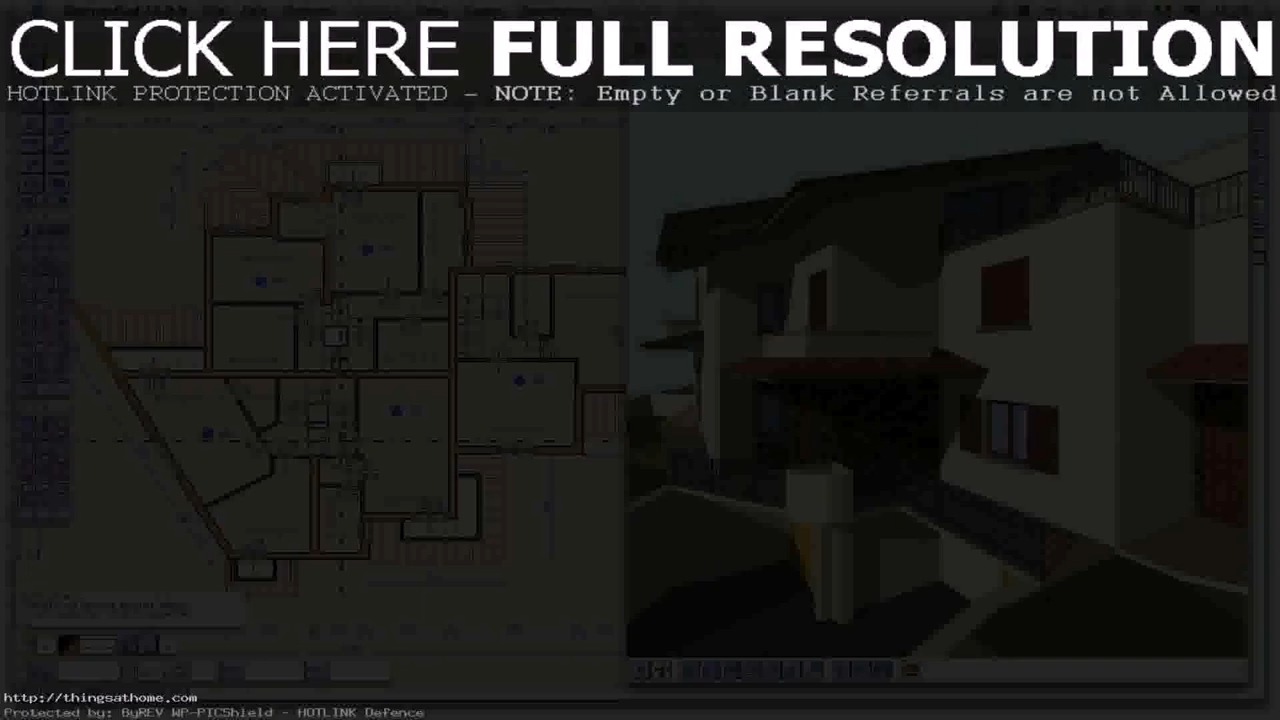 CLICK HERE FULL RESOLUTION
HOTLINK PROTECTION ACTIVATED – NOTE: Empty or Blank Referrals are not Allowed
http://thingsathome.com
Protected by: ByREV WP-PICShield - HOTLINK Defence